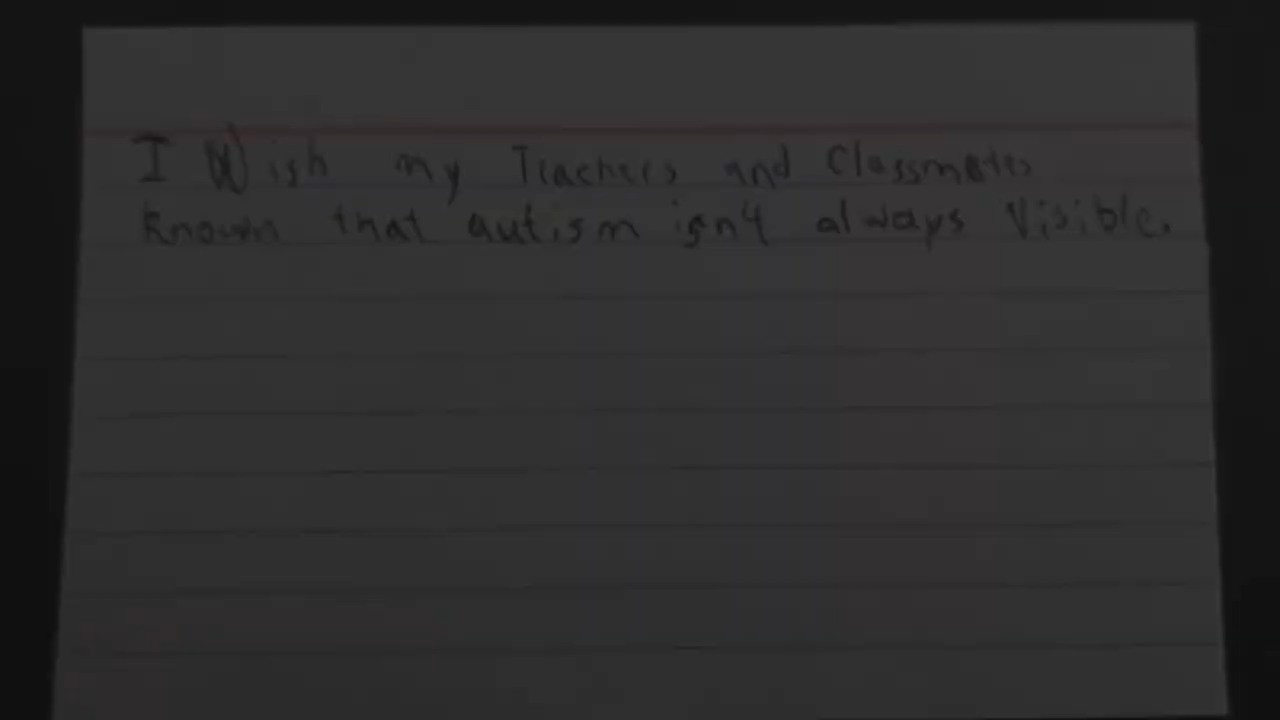 I Wish my Teachers and Classmates
known that autism isn't always Visible.